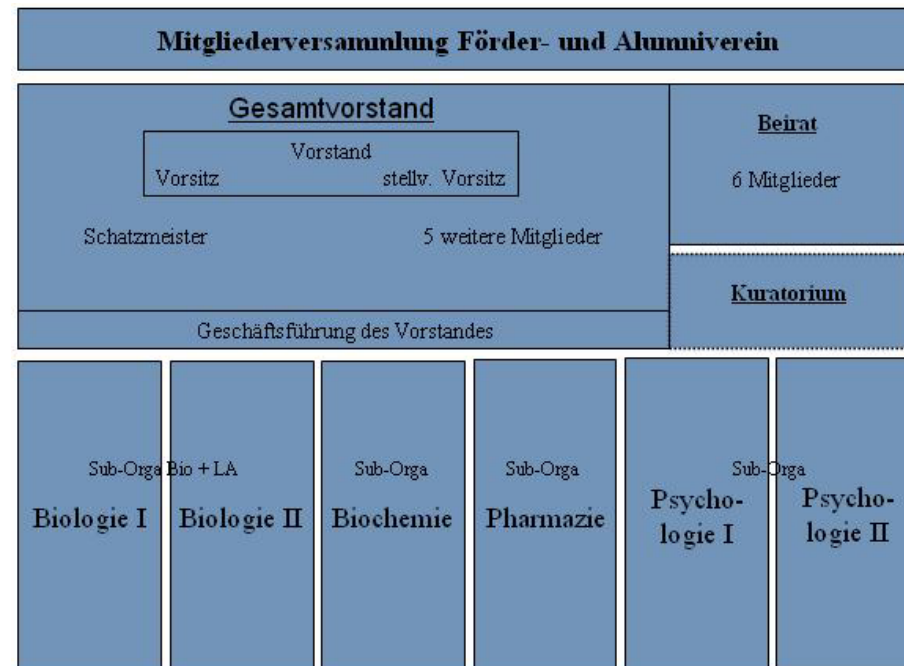 Mitgliederversammlung Förder- und Alumniverein
Gesamtvorstand
Vorstand
Vorsitz stellv. Vorsitz
Schatzmeister 5 weitere Mitglieder
Geschäftsführung des Vorstandes
Beirat
6 Mitglieder
Kuratorium
Sub-Orga Bio + LA
Biologie I
Biologie II
Sub-Orga
Biochemie
Sub-Orga
Pharmazie
Sub-Orga
Psycho-
logie I
Psycho-
logie II